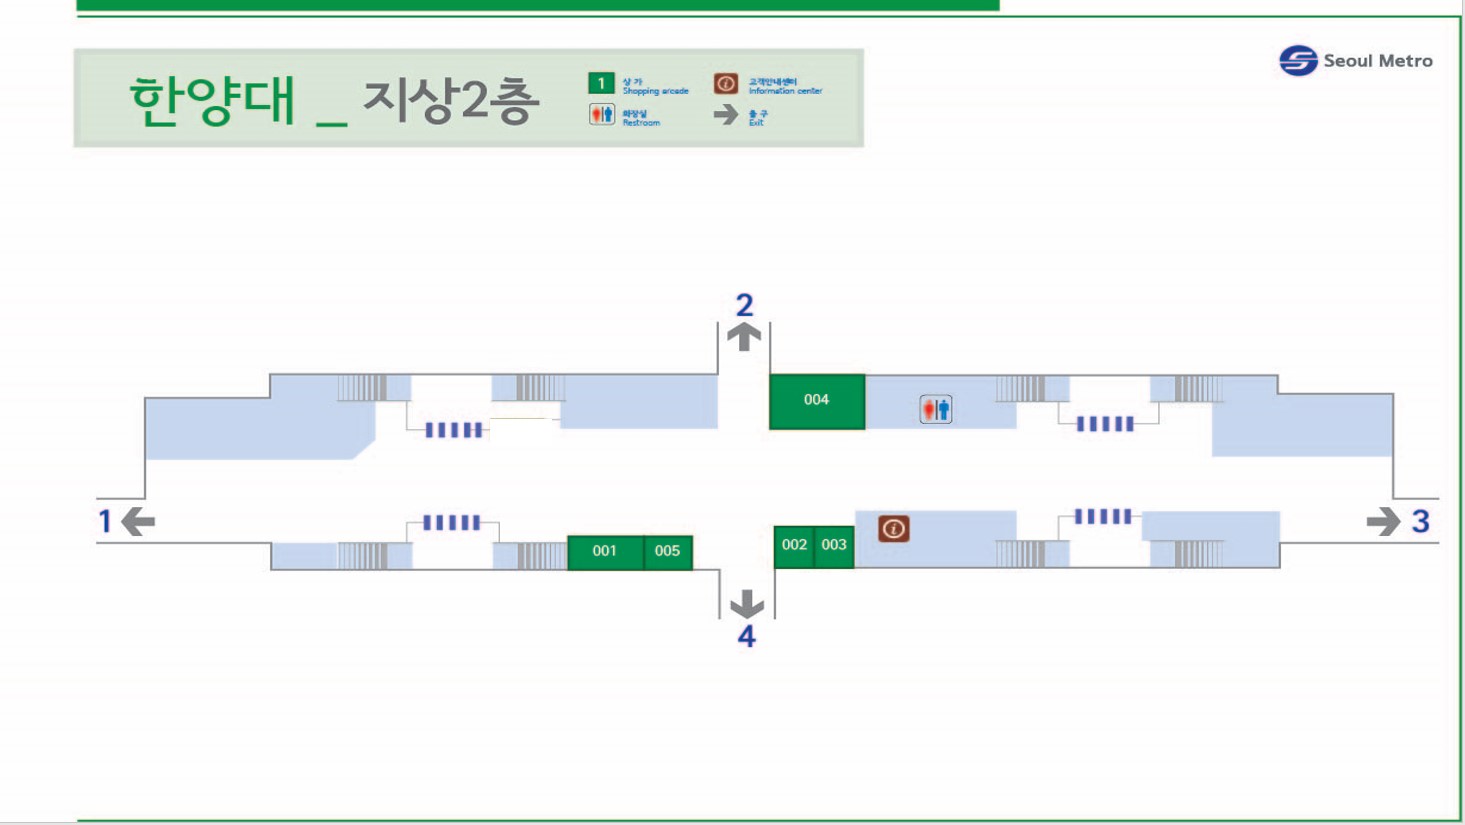 한양대 _ 지상2층
1 상 가
Shopping arcade
고객안내센터
Information center
화장실
Restroom
출 구
Exit
Seoul Metro
2
004
1
3
001 005
002 003
4